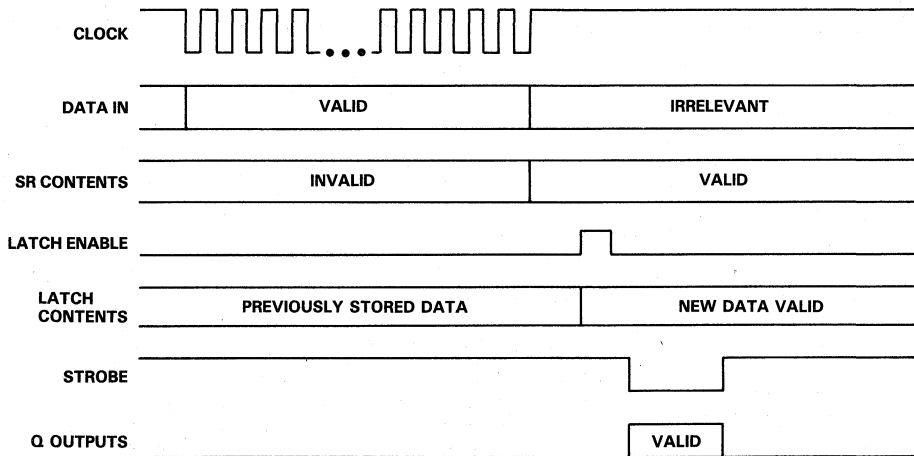 CLOCK
DATA IN
VALID
IRRELEVANT
SR CONTENTS
INVALID
VALID
LATCH ENABLE
LATCH
CONTENTS
PREVIOUSLY STORED DATA
NEW DATA VALID
STROBE
Q OUTPUTS
VALID